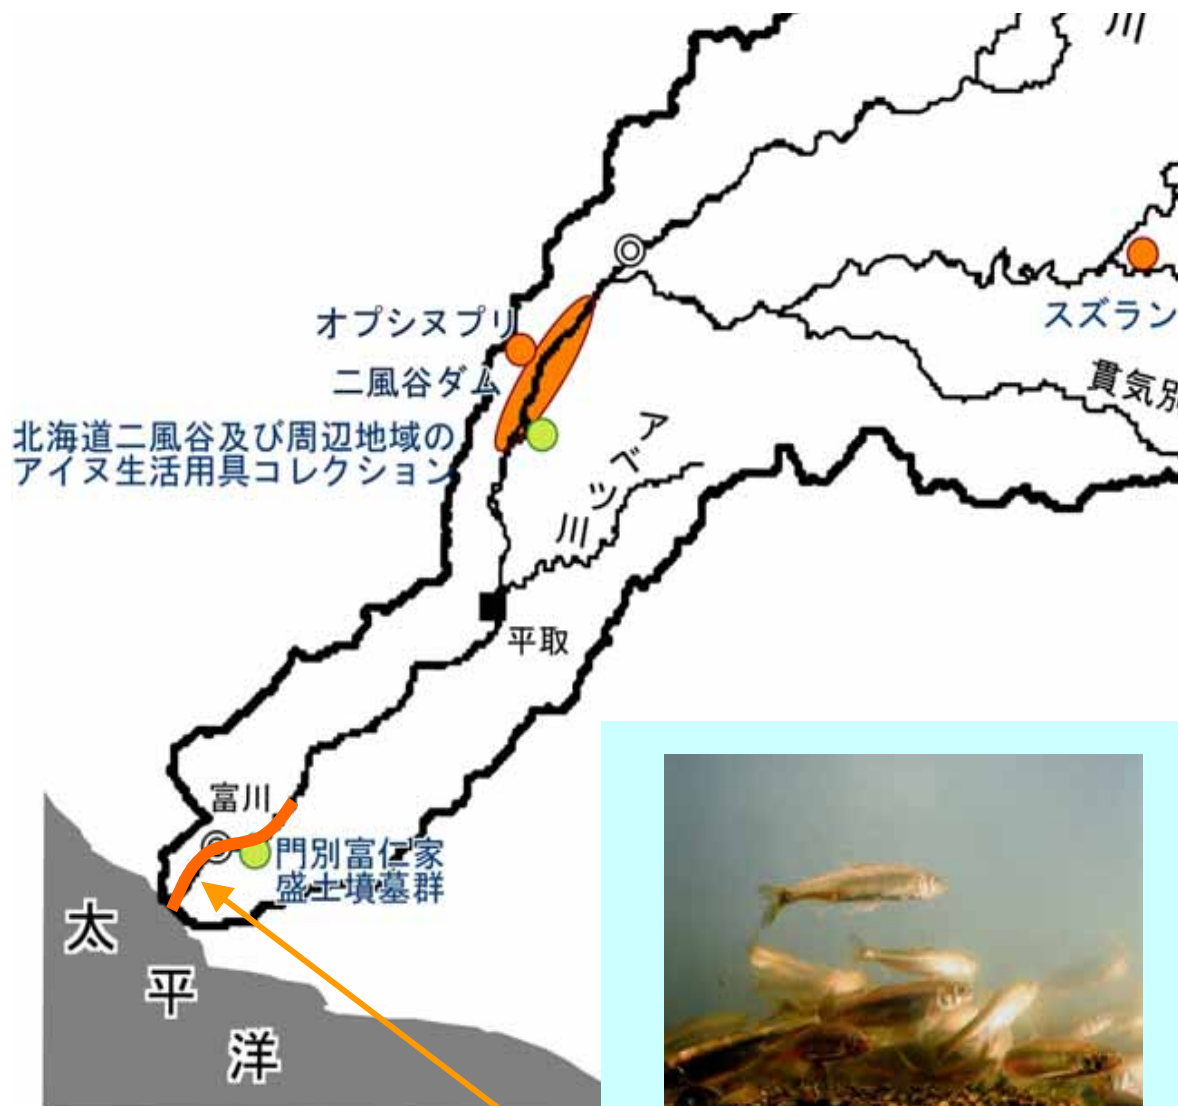 川
オプシヌプリ
二風谷ダム
スズラン
貫気別
北海道二風谷及び周辺地域の
アイヌ生活用具コレクション
アベツ川
平取
富川
門別富仁家
盛土墳墓群
太平洋